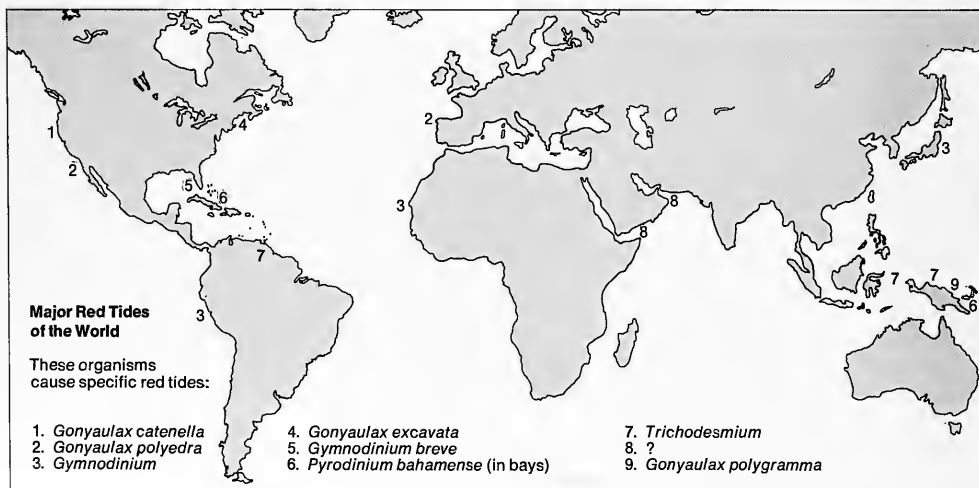 1
2
4
5
6
7
3
2
3
8
8
3
7
7
9
6
Major Red Tides
of the World
These organisms
cause specific red tides:
1. Gonyaulax catenella
2. Gonyaulax polyedra
3. Gymnodinium
4. Gonyaulax excavata
5. Gymnodinium breve
6. Pyrodinium bahamense (in bays)
7. Trichodesmium
8. ?
9. Gonyaulax polygramma